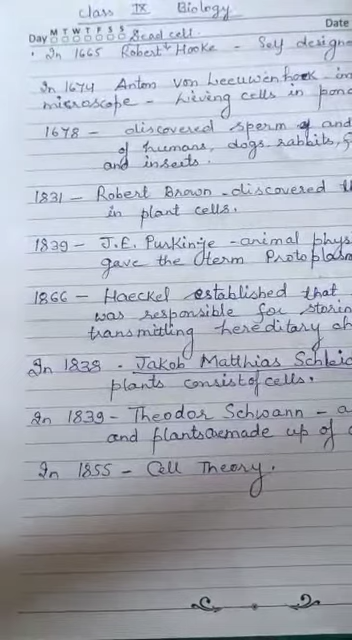 class IX Biology
Date
Day M T W T F S S Dead cell.
• In 1665 Robert Hooke - Self designe
In 1674 Anton von Leeuwenhoek - in
microscope - Living cells in pond
1678 - discovered sperm and
of humans, dogs, rabbits,
and insects.
1831 - Robert Brown - discovered t
in plant cells.
1839 - J.E. Purkinje - animal phys
gave the term Protoplasm
1866 - Haeckel established that
was responsible for storin
transmitting hereditary ch
In 1838 - Jakob Matthias Schleid
plants consist of cells.
In 1839 - Theodor Schwann - a
and plants are made up of c
In 1855 - Cell Theory.